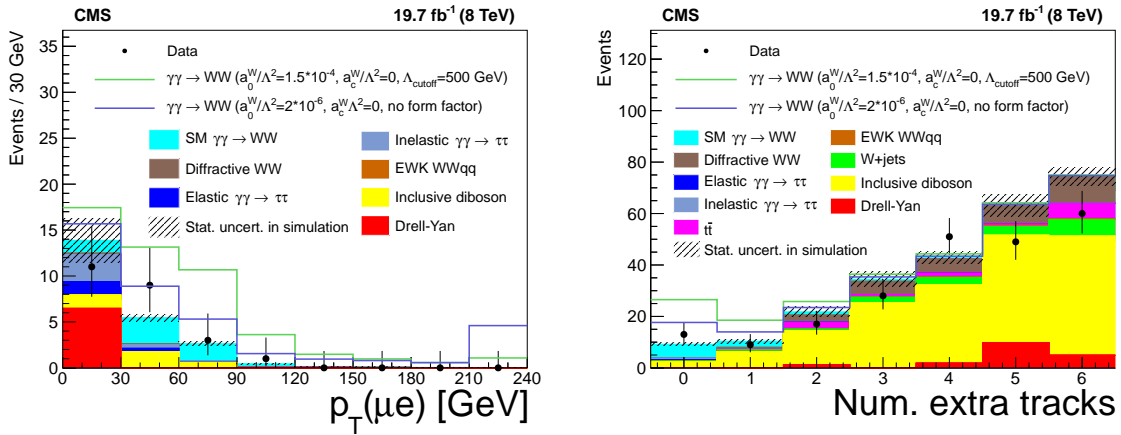 CMS 19.7 fb⁻¹ (8 TeV)
Events / 30 GeV
35
30
25
20
15
10
5
0
Data
γγ → WW (a₀ᵂ/Λ²=1.5*10⁻⁴, a_cᵂ/Λ²=0, Λ_cutoff=500 GeV)
γγ → WW (a₀ᵂ/Λ²=2*10⁻⁶, a_cᵂΛ²=0, no form factor)
SM γγ → WW Inelastic γγ → ττ
Diffractive WW EWK WWqq
Elastic γγ → ττ Inclusive diboson
Stat. uncert. in simulation Drell-Yan
0 30 60 90 120 150 180 210 240
p_T(μe) [GeV]
CMS 19.7 fb⁻¹ (8 TeV)
Events
120
100
80
60
40
20
0
Data
γγ → WW (a₀ᵂ/Λ²=1.5*10⁻⁴, a_cᵂ/Λ²=0, Λ_cutoff=500 GeV)
γγ → WW (a₀ᵂ/Λ²=2*10⁻⁶, a_cᵂΛ²=0, no form factor)
SM γγ → WW EWK WWqq
Diffractive WW W+jets
Elastic γγ → ττ Inclusive diboson
Inelastic γγ → ττ Drell-Yan
tt̄
Stat. uncert. in simulation
0 1 2 3 4 5 6
Num. extra tracks